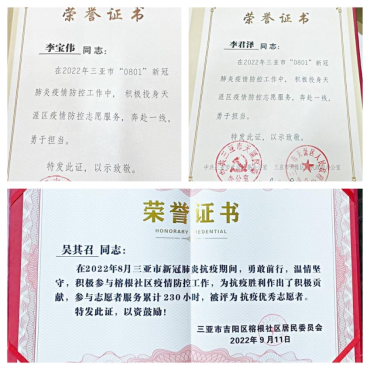 荣誉证书
李宝伟 同志：
在2022年三亚市“0801”新冠
肺炎疫情防控工作中，积极投身天
涯区疫情防控志愿服务，奔赴一线，
勇于担当。
特发此证，以示致敬。
荣誉证书
李君泽 同志：
在2022年三亚市“0801”新冠
肺炎疫情防控工作中，积极投身天
涯区疫情防控志愿服务，奔赴一线，
勇于担当。
特发此证，以示致敬。
荣誉证书
HONORARY CREDENTIAL
吴其召 同志：
在2022年8月三亚市新冠肺炎抗疫期间，勇敢前行，温情坚
守，积极参与榕根社区疫情防控工作，为抗疫胜利作出了积极贡
献，参与志愿者服务累计230小时，被评为 抗疫优秀志愿者。
特发此证，以资鼓励！
三亚市吉阳区榕根社区居民委员会
2022年9月11日